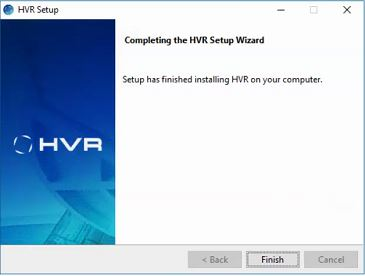 HVR Setup
Completing the HVR Setup Wizard
Setup has finished installing HVR on your computer.
HVR
< Back
Finish
Cancel